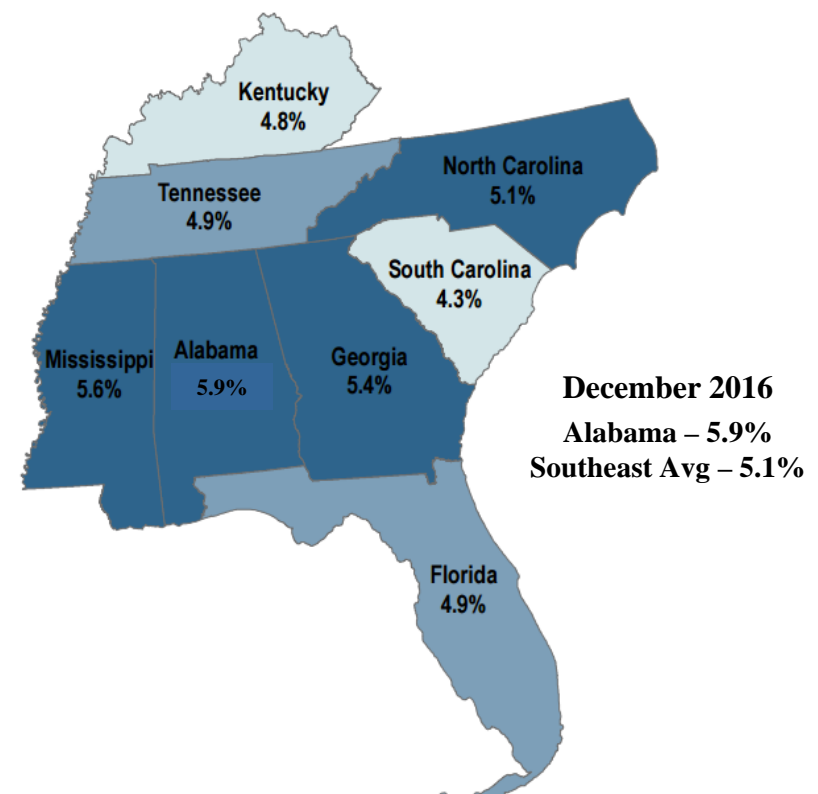 Kentucky
4.8%
North Carolina
5.1%
Tennessee
4.9%
South Carolina
4.3%
Mississippi
5.6%
Alabama
5.9%
Georgia
5.4%
December 2016
Alabama – 5.9%
Southeast Avg – 5.1%
Florida
4.9%